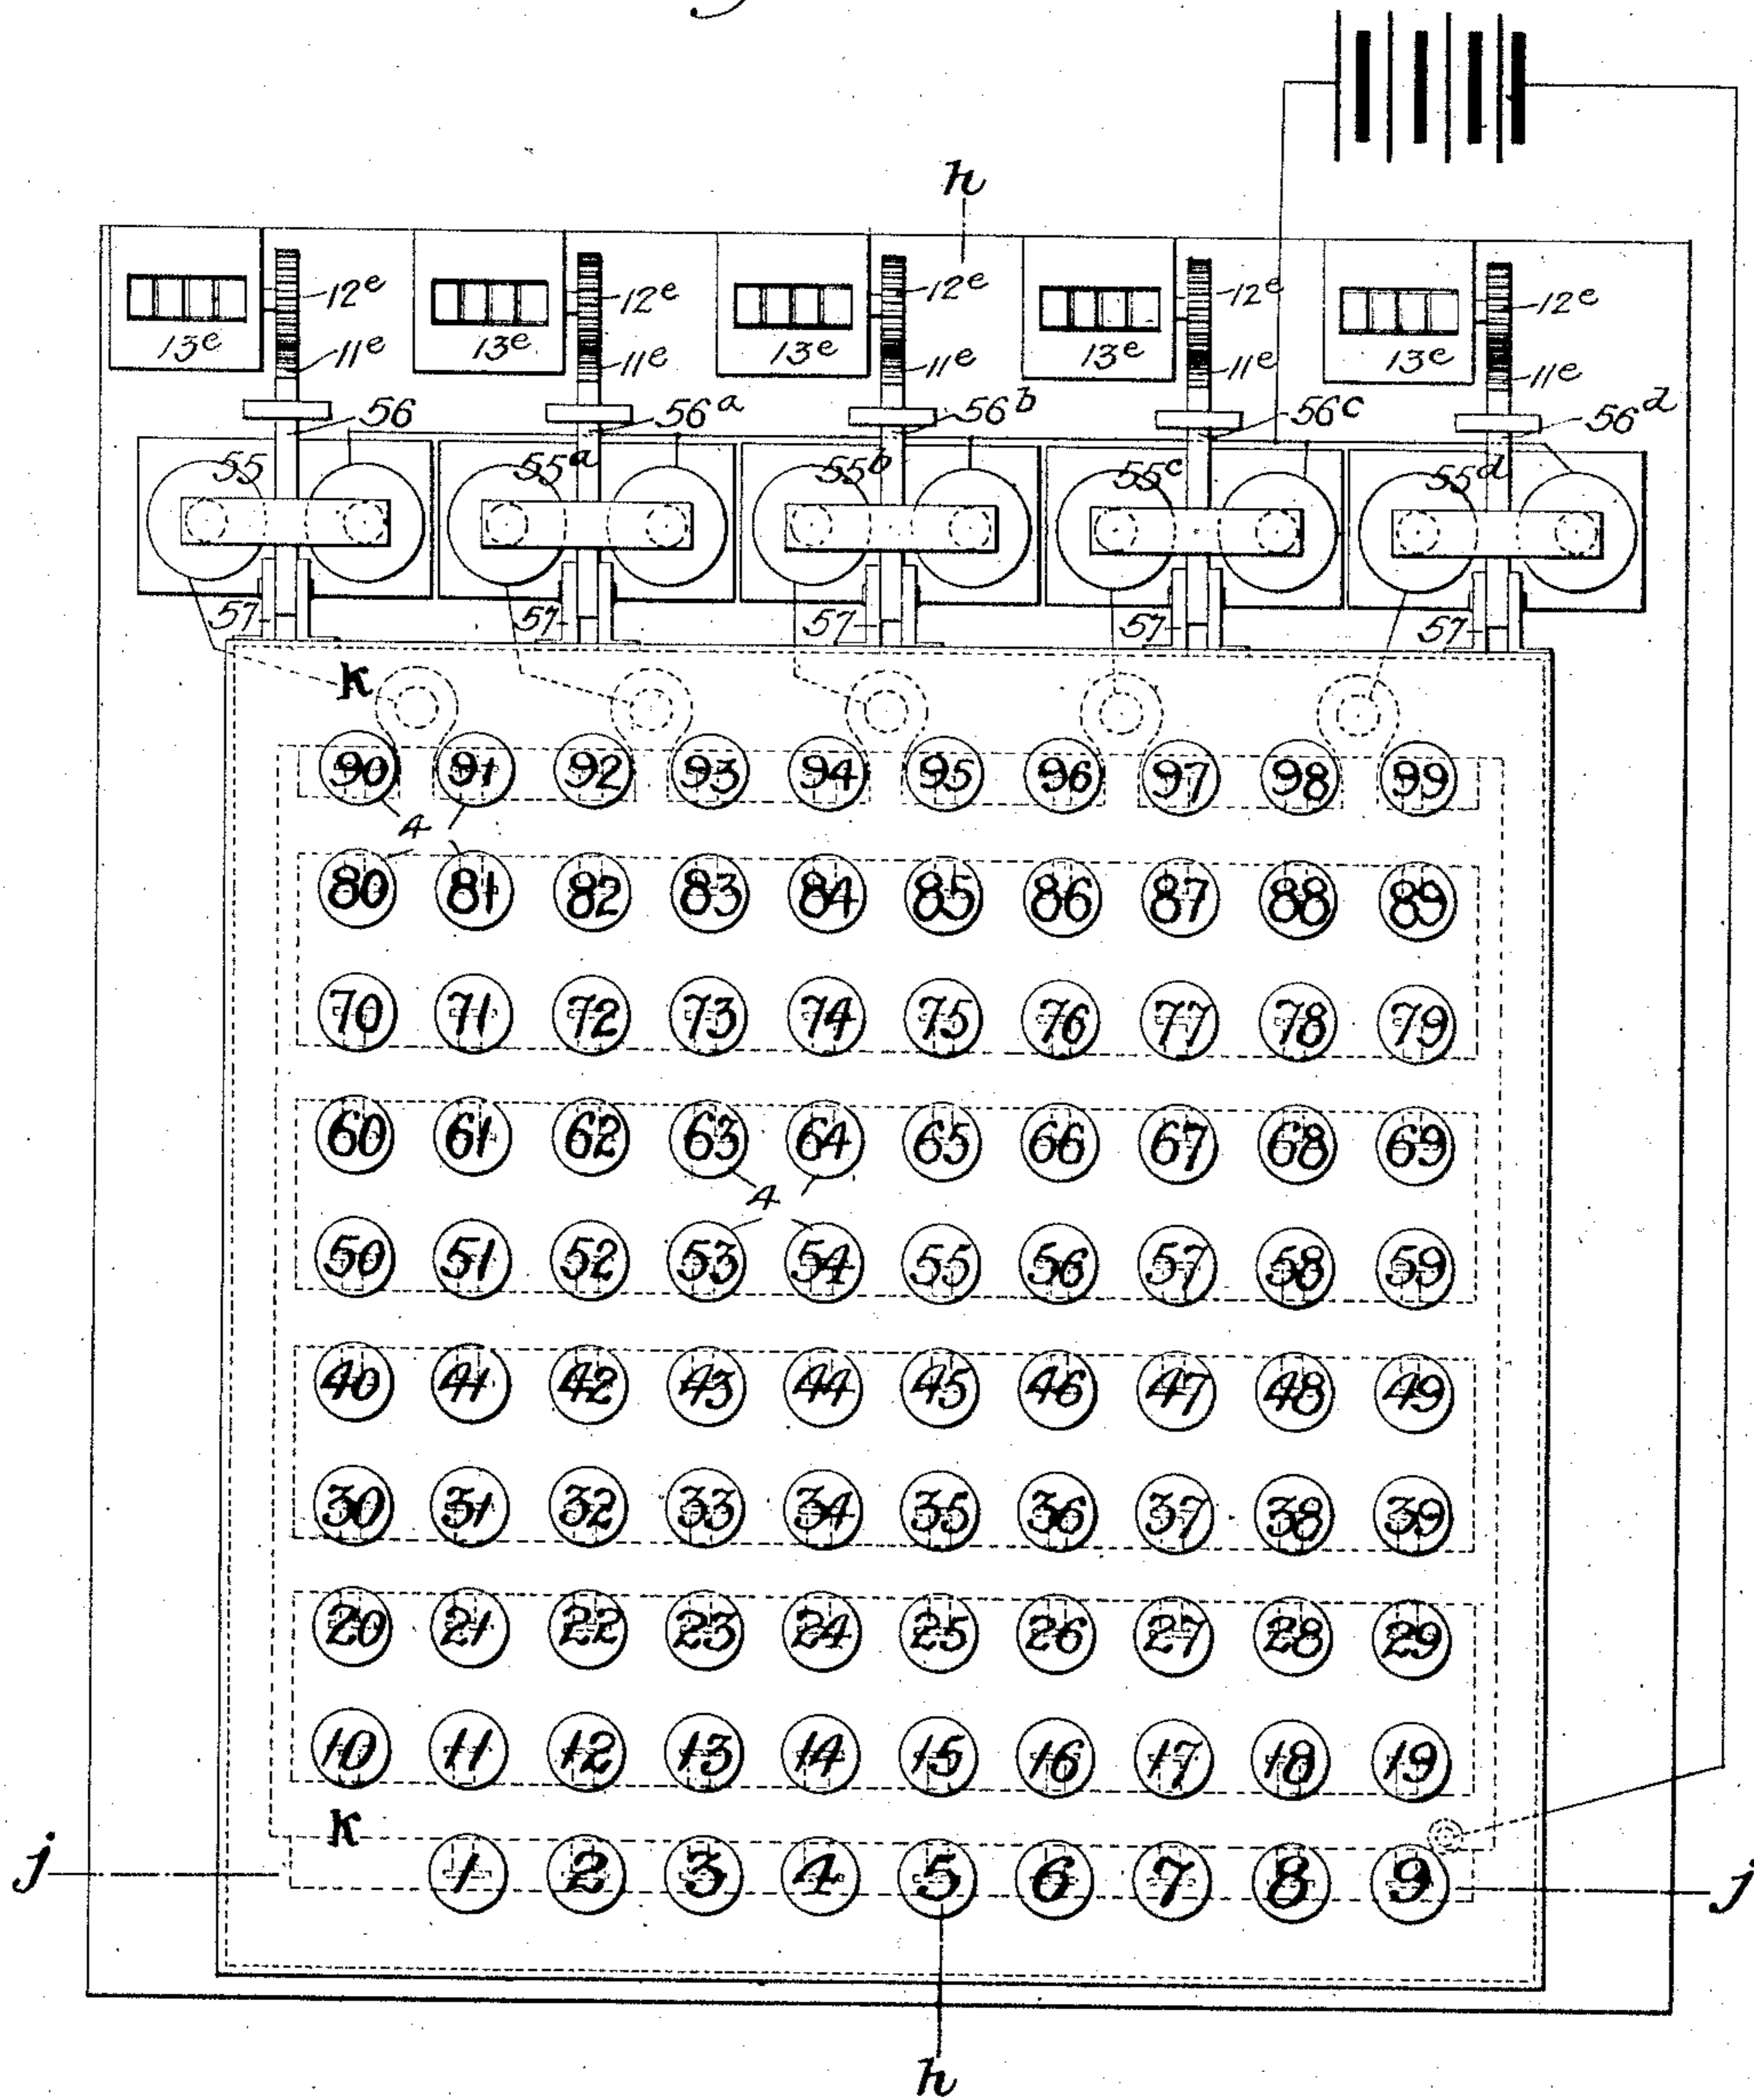 h
12e 12e 12e 12e 12e
13e 13e 13e 13e 13e
11e 11e 11e 11e 11e
56 56a 56b 56c 56d
55 55a 55b 55c 55d
57 57 57 57 57
K
90 91 92 93 94 95 96 97 98 99
4
80 81 82 83 84 85 86 87 88 89
70 71 72 73 74 75 76 77 78 79
60 61 62 63 64 65 66 67 68 69
4
50 51 52 53 54 55 56 57 58 59
40 41 42 43 44 45 46 47 48 49
30 31 32 33 34 35 36 37 38 39
20 21 22 23 24 25 26 27 28 29
10 11 12 13 14 15 16 17 18 19
K
j 1 2 3 4 5 6 7 8 9 j
h